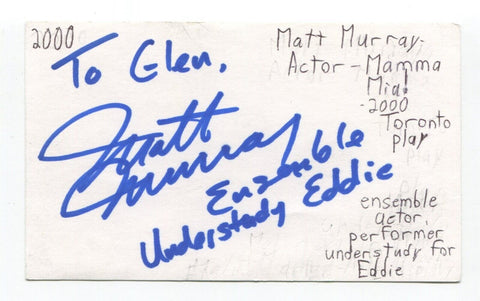 2000
To Glen,
Matt
Murray
Ensemble
Understudy Eddie
Matt Murray-
Actor - Mamma
Mia!
-2000
Toronto
play
ensemble
actor,
performer
understudy for
Eddie